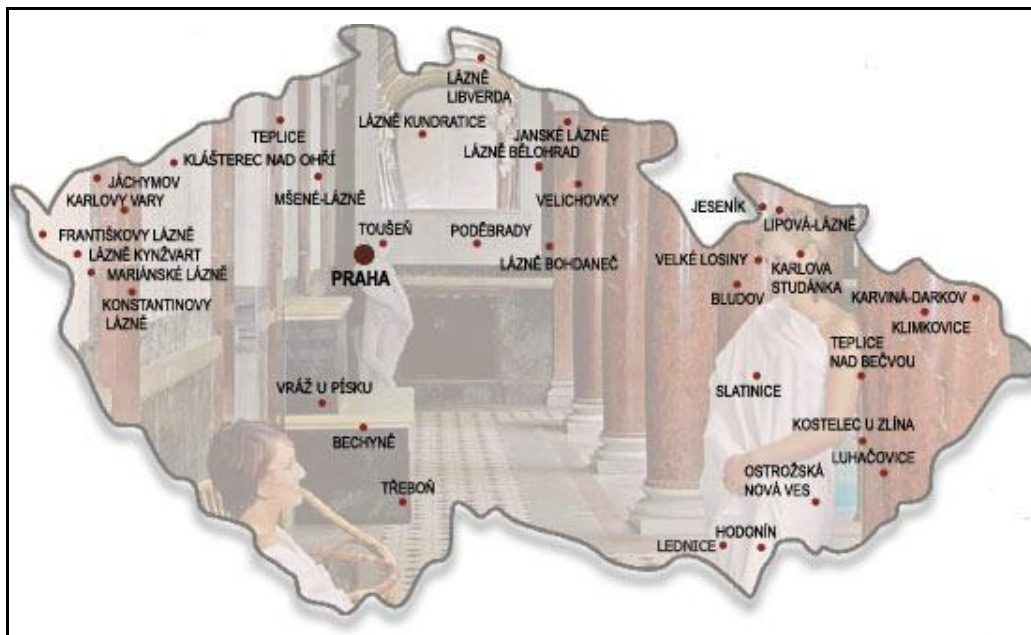 LÁZNĚ
LIBVERDA
TEPLICE
LÁZNĚ KUNDRATICE
JANSKÉ LÁZNĚ
LÁZNĚ BĚLOHRAD
KLÁŠTEREC NAD OHŘÍ
JÁCHYMOV
MŠENÉ-LÁZNĚ
KARLOVY VARY
VELICHOVKY
JESENÍK
LIPOVÁ-LÁZNĚ
FRANTIŠKOVY LÁZNĚ
TOUŠEŇ
PODĚBRADY
LÁZNĚ KYNŽVART
LÁZNĚ BOHDANEČ
VELKÉ LOSINY
KARLOVA
STUDÁNKA
MARIÁNSKÉ LÁZNĚ
PRAHA
BLUDOV
KARVINÁ-DARKOV
KONSTANTINOVY
LÁZNĚ
KLIMKOVICE
TEPLICE
NAD BEČVOU
VRÁŽ U PÍSKU
SLATINICE
BECHYNĚ
KOSTELEC U ZLÍNA
LUHAČOVICE
TŘEBOŇ
OSTROŽSKÁ
NOVÁ VES
HODONÍN
LEDNICE